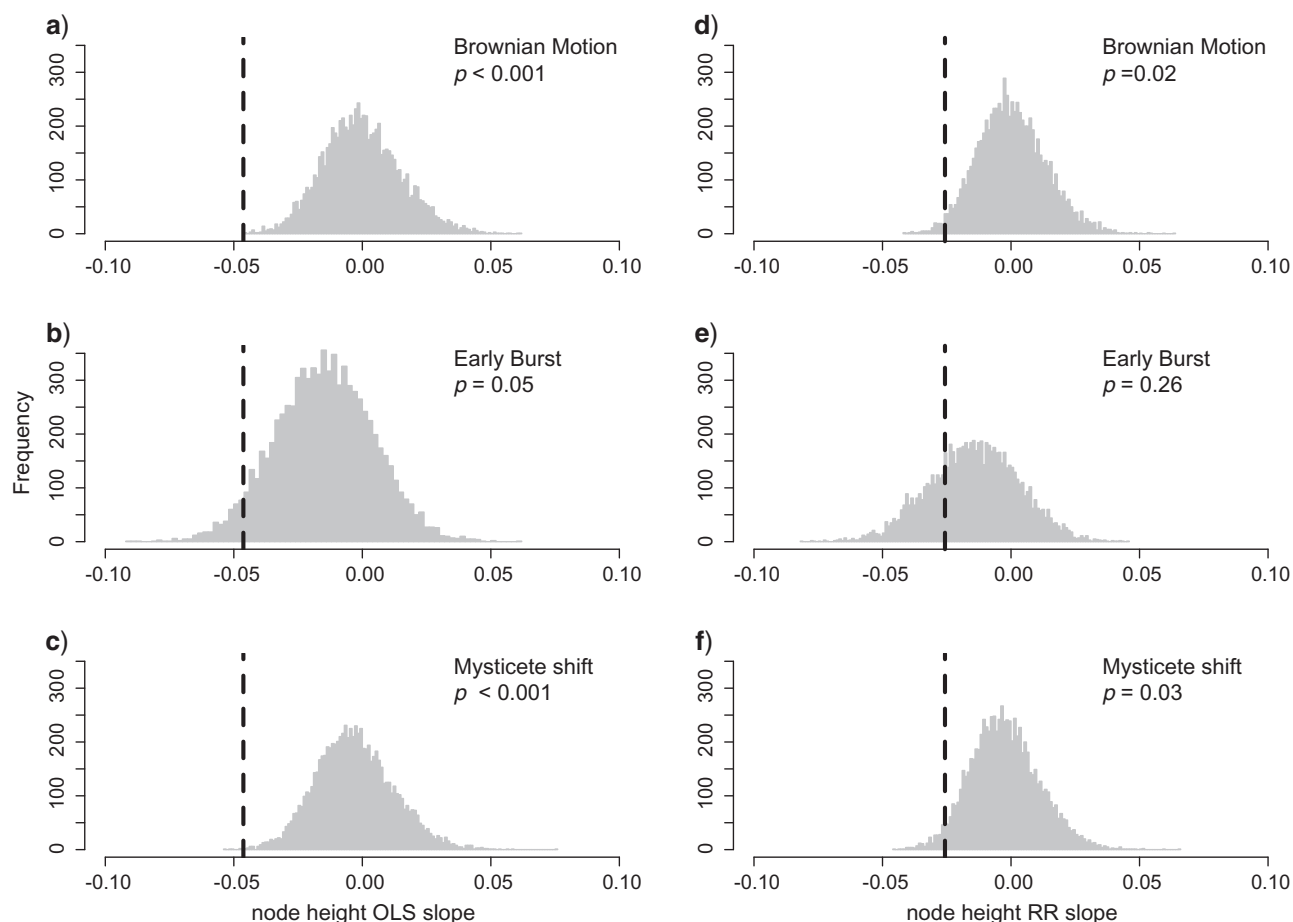 a)
Brownian Motion
p < 0.001
0 100 200 300
-0.10 -0.05 0.00 0.05 0.10
d)
Brownian Motion
p =0.02
0 100 200 300
-0.10 -0.05 0.00 0.05 0.10
b)
Early Burst
p = 0.05
Frequency
0 100 200 300
-0.10 -0.05 0.00 0.05 0.10
e)
Early Burst
p = 0.26
0 100 200 300
-0.10 -0.05 0.00 0.05 0.10
c)
Mysticete shift
p < 0.001
0 100 200 300
-0.10 -0.05 0.00 0.05 0.10
node height OLS slope
f)
Mysticete shift
p = 0.03
0 100 200 300
-0.10 -0.05 0.00 0.05 0.10
node height RR slope